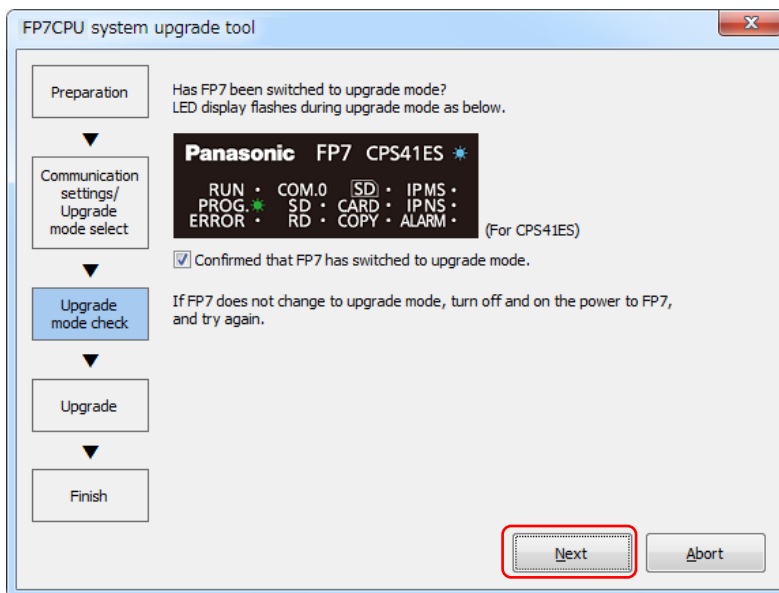 FP7CPU system upgrade tool
Preparation
Communication
settings/
Upgrade
mode select
Upgrade
mode check
Upgrade
Finish
Has FP7 been switched to upgrade mode?
LED display flashes during upgrade mode as below.
Panasonic FP7 CPS41ES
RUN · COM.0 SD · IPMS ·
PROG. SD · CARD · IPNS ·
ERROR · RD · COPY · ALARM ·
(For CPS41ES)
Confirmed that FP7 has switched to upgrade mode.
If FP7 does not change to upgrade mode, turn off and on the power to FP7,
and try again.
Next
Abort